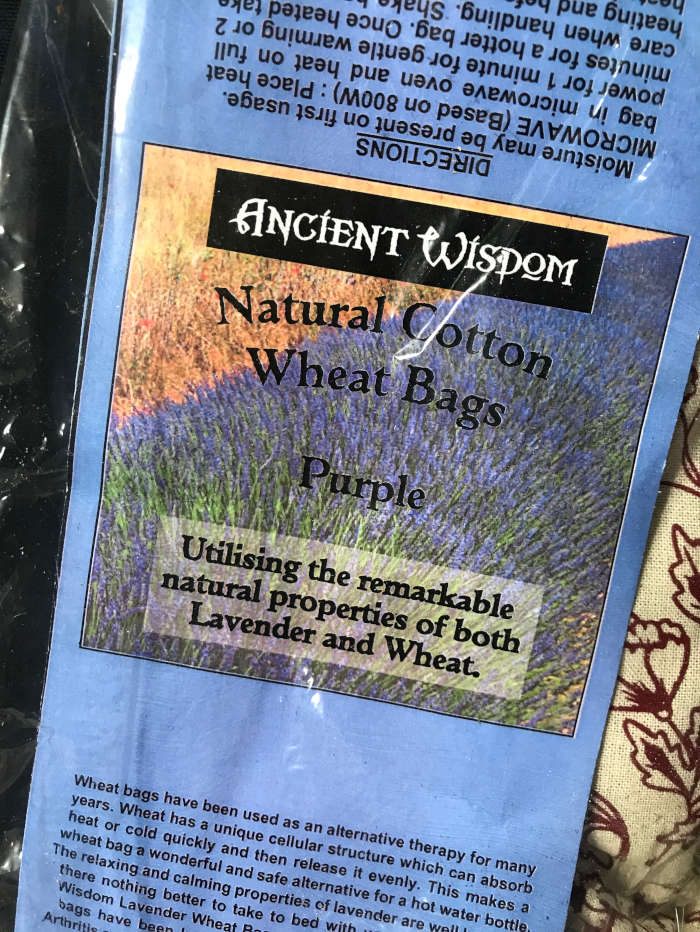 Ancient Wisdom
Natural Cotton
Wheat Bags
Purple
Utilising the remarkable
natural properties of both
Lavender and Wheat.
Wheat bags have been used as an alternative therapy for many
years. Wheat has a unique cellular structure which can absorb
heat or cold quickly and then release it evenly. This makes a
wheat bag a wonderful and safe alternative for a hot water bottle.
The relaxing and calming properties of lavender are well
there nothing better to take to bed with
Wisdom Lavender Wheat
bags have been
Arthritis
DIRECTIONS
Moisture may be present on first usage.
MICROWAVE (Based on 800W) : Place heat
bag in microwave oven and heat on full
power for 1 minute for gentle warming or 2
minutes for a hotter bag. Once heated take
care when handling. Shake
heating and